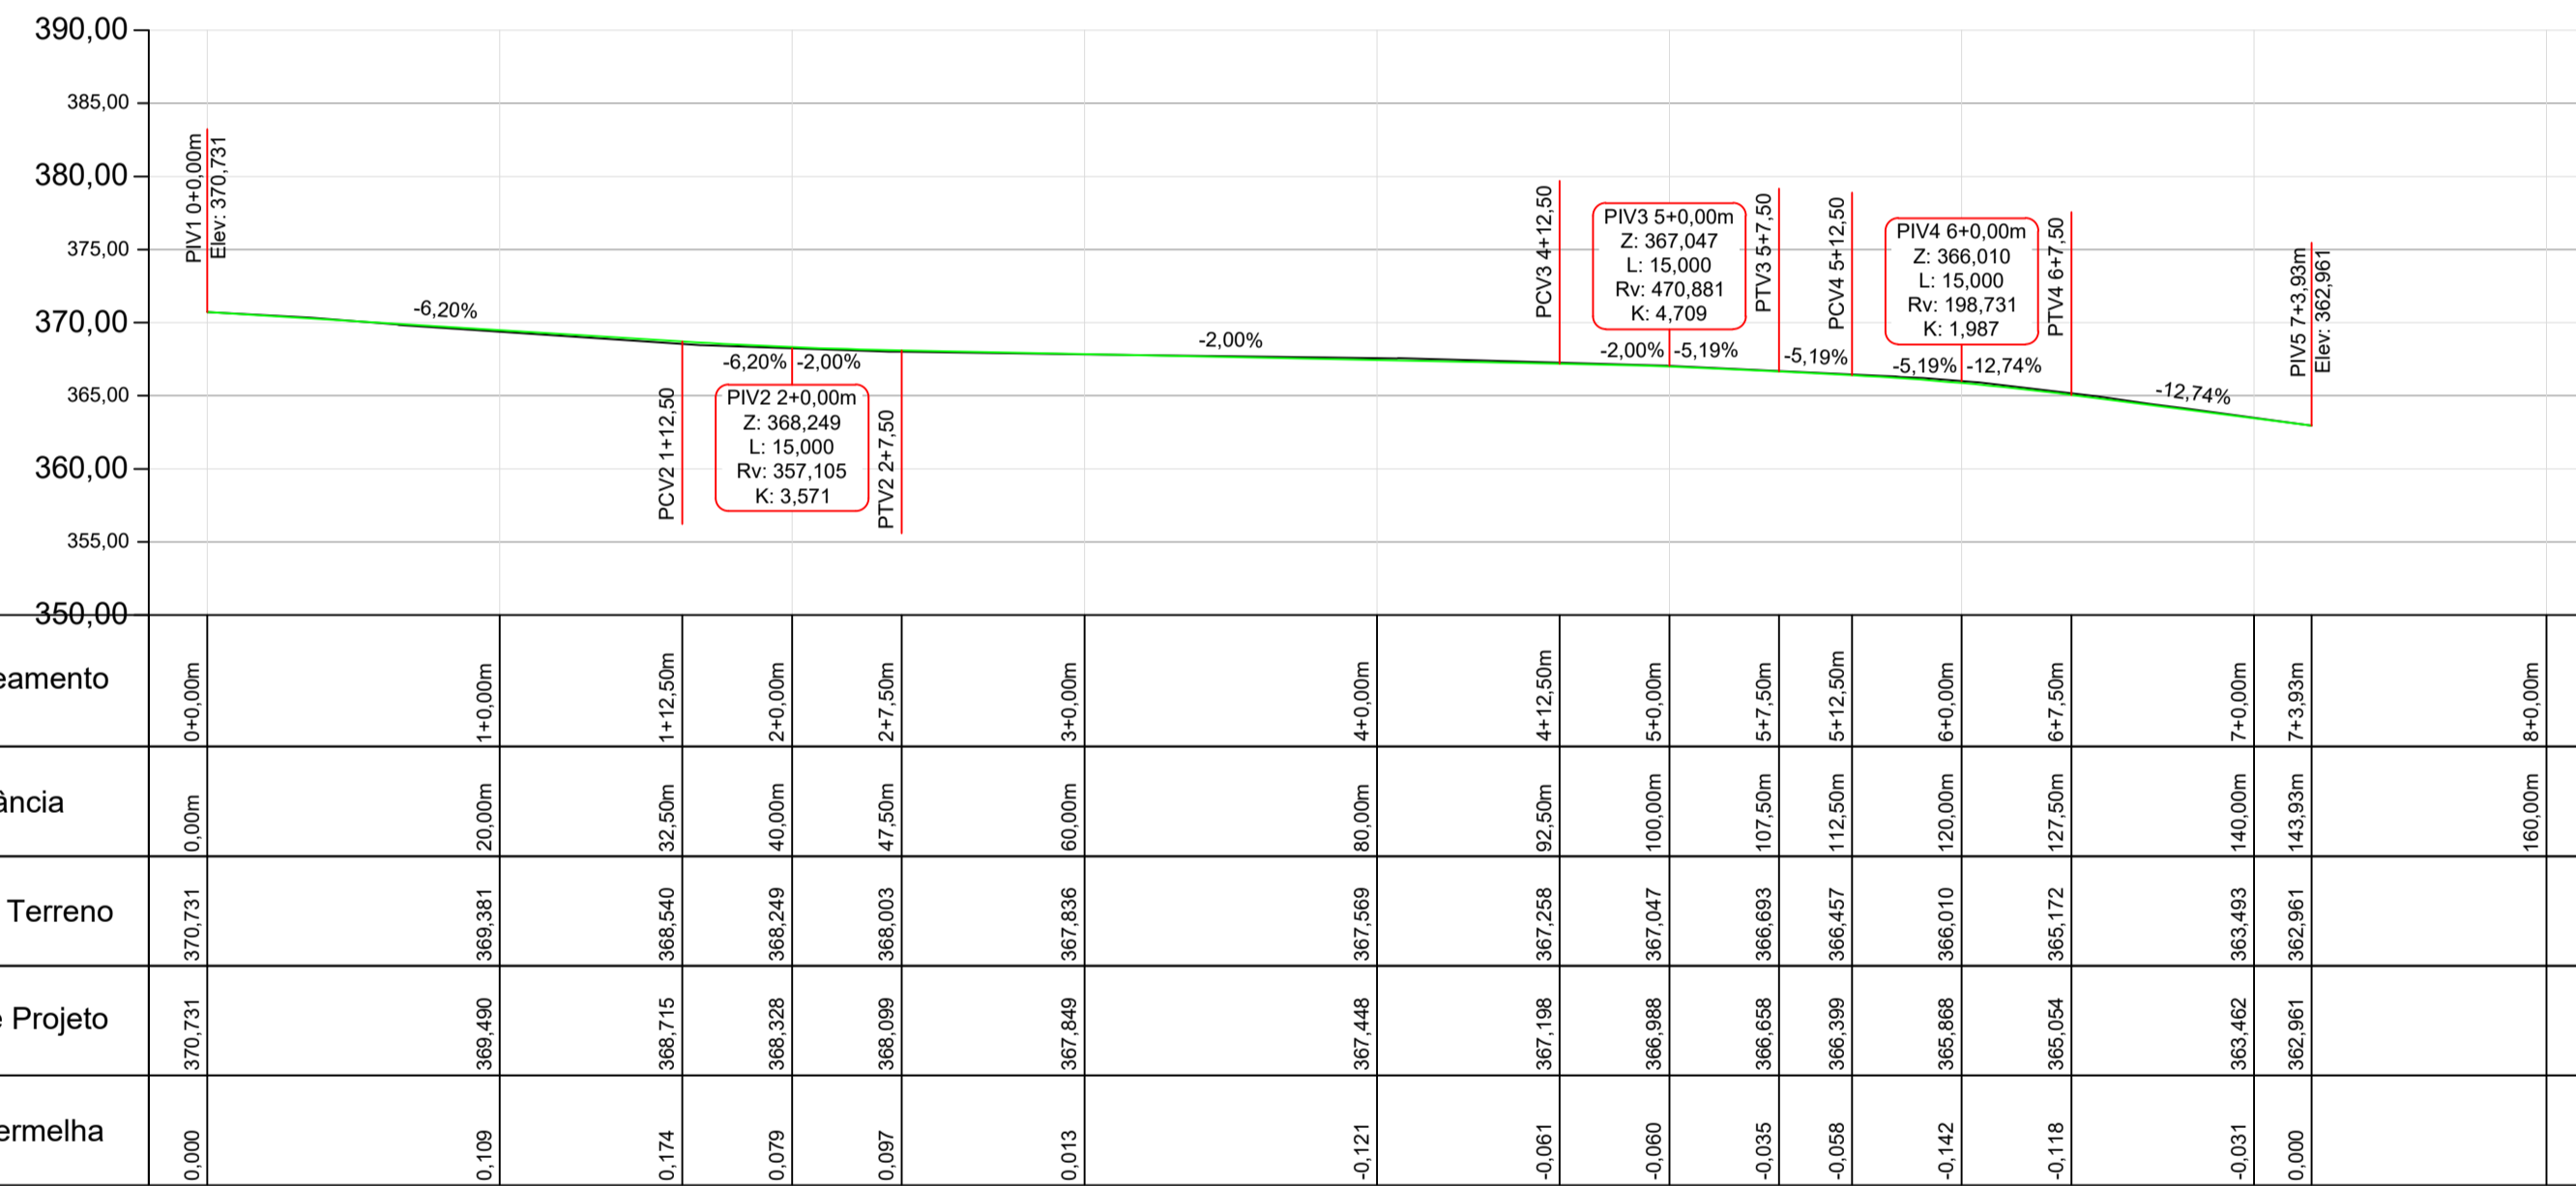 390,00
385,00
380,00
375,00
370,00
365,00
360,00
355,00
350,00
PIV1 0+0,00m
Elev: 370,731
-6,20%
PCV2 1+12,50
-6,20%
-2,00%
PIV2 2+0,00m
Z: 368,249
L: 15,000
Rv: 357,105
K: 3,571
PTV2 2+7,50
-2,00%
PCV3 4+12,50
PIV3 5+0,00m
Z: 367,047
L: 15,000
Rv: 470,881
K: 4,709
-2,00%
-5,19%
PTV3 5+7,50
-5,19%
PCV4 5+12,50
PIV4 6+0,00m
Z: 366,010
L: 15,000
Rv: 198,731
K: 1,987
-5,19%
-12,74%
PTV4 6+7,50
-12,74%
PIV5 7+3,93m
Elev: 362,961
eamento
0+0,00m
1+0,00m
1+12,50m
2+0,00m
2+7,50m
3+0,00m
4+0,00m
4+12,50m
5+0,00m
5+7,50m
5+12,50m
6+0,00m
6+7,50m
7+0,00m
7+3,93m
8+0,00m
ância
0,00m
20,00m
32,50m
40,00m
47,50m
60,00m
80,00m
92,50m
100,00m
107,50m
112,50m
120,00m
127,50m
140,00m
143,93m
160,00m
Terreno
370,731
369,381
368,540
368,249
368,003
367,836
367,569
367,258
367,047
366,693
366,457
366,010
365,172
363,493
362,961
e Projeto
370,731
369,490
368,715
368,328
368,099
367,849
367,448
367,198
366,988
366,658
366,399
365,868
365,054
363,462
362,961
ermelha
0,000
0,109
0,174
0,079
0,097
0,013
-0,121
-0,061
-0,060
-0,035
-0,058
-0,142
-0,118
-0,031
0,000